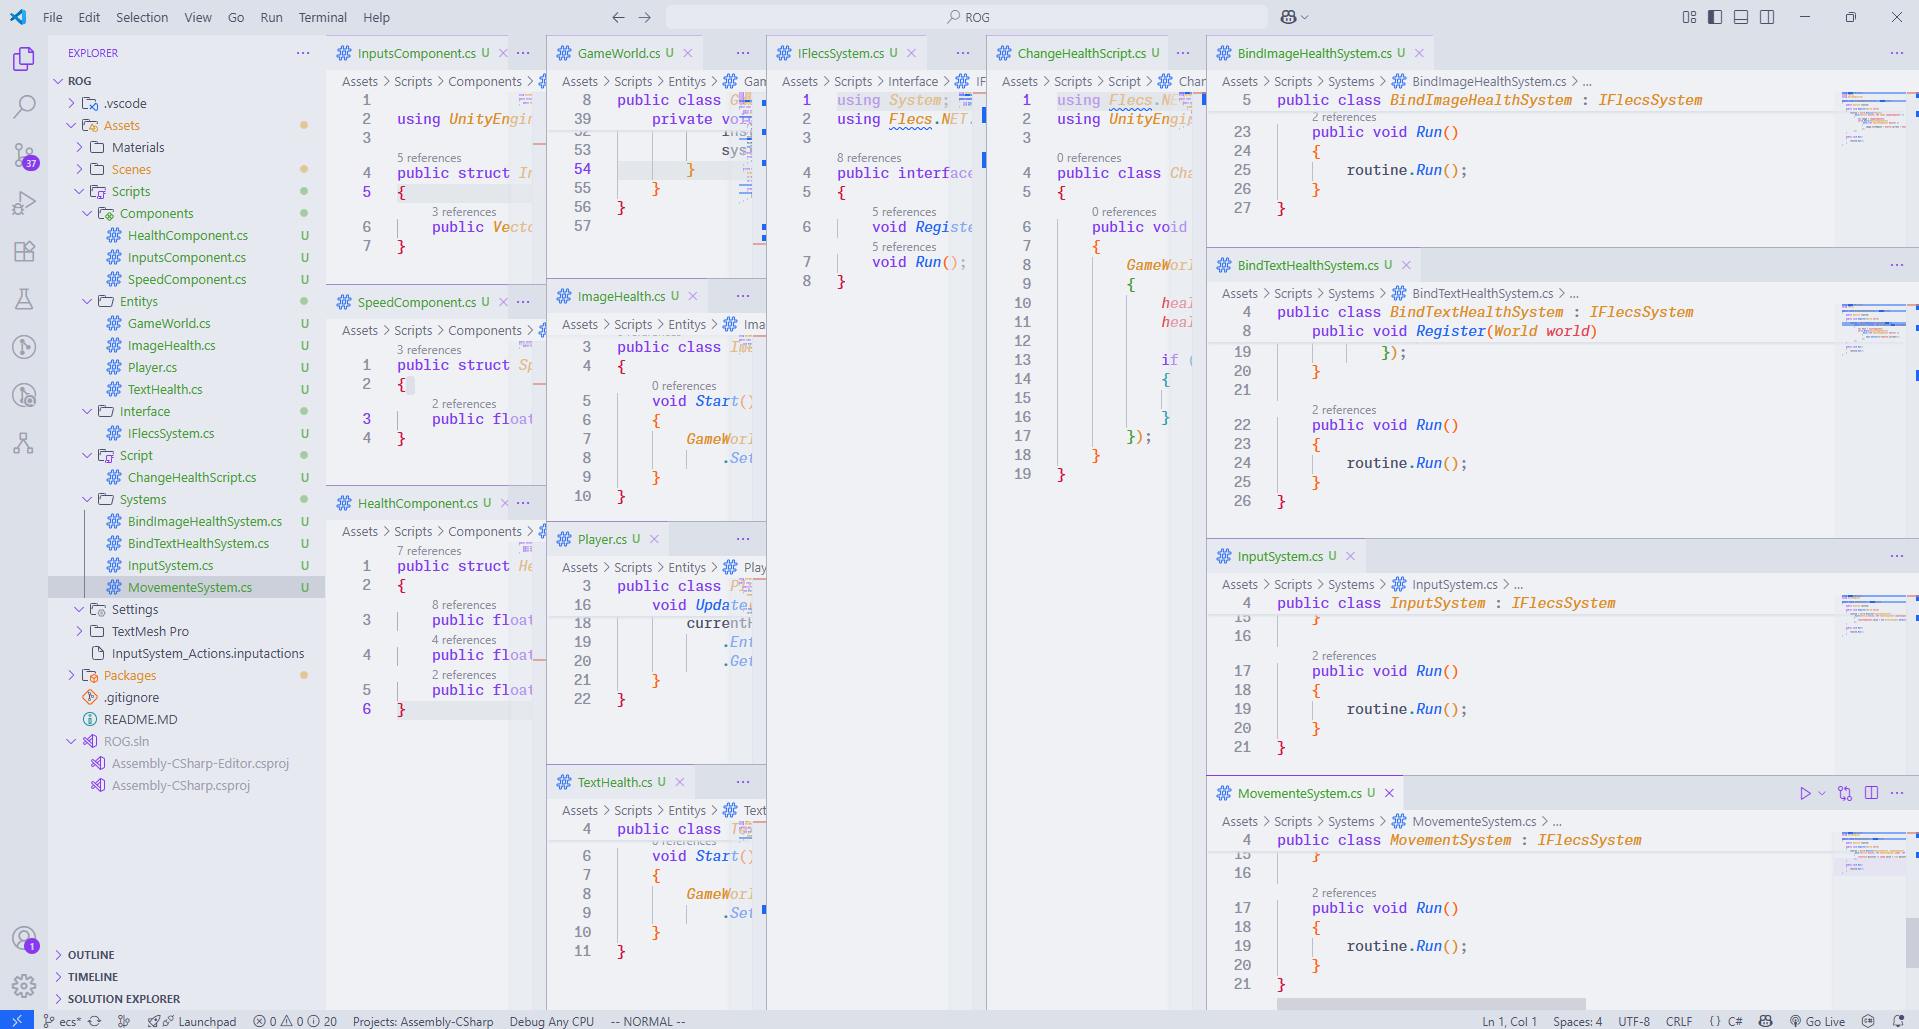 File Edit Selection View Go Run Terminal Help
ROG
EXPLORER
ROG
.vscode
Assets
Materials
Scenes
Scripts
Components
HealthComponent.cs U
InputsComponent.cs U
SpeedComponent.cs U
Entitys
GameWorld.cs U
ImageHealth.cs U
Player.cs U
TextHealth.cs U
Interface
IFlecsSystem.cs U
Script
ChangeHealthScript.cs U
Systems
BindImageHealthSystem.cs U
BindTextHealthSystem.cs U
InputSystem.cs U
MovementeSystem.cs U
Settings
TextMesh Pro
InputSystem_Actions.inputactions
Packages
.gitignore
README.MD
ROG.sln
Assembly-CSharp-Editor.csproj
Assembly-CSharp.csproj
OUTLINE
TIMELINE
SOLUTION EXPLORER
37
1
InputsComponent.cs U
Assets > Scripts > Components >
1
2 using UnityEngin
3
5 references
4 public struct In
5 {
3 references
6 public Vecto
7 }
SpeedComponent.cs U
Assets > Scripts > Components >
3 references
1 public struct Sp
2 {
2 references
3 public float
4 }
HealthComponent.cs U
Assets > Scripts > Components >
7 references
1 public struct He
2 {
8 references
3 public float
4 references
4 public float
2 references
5 public float
6 }
GameWorld.cs U
Assets > Scripts > Entitys > Gam
8 public class G
39 private voi
52 ins
53 sys
54 }
55 }
56 }
57
ImageHealth.cs U
Assets > Scripts > Entitys > Ima
3 public class Im
4 {
0 references
5 void Start()
6 {
7 GameWorl
8 .Set
9 }
10 }
Player.cs U
Assets > Scripts > Entitys > Play
3 public class P
16 void Update
18 currentH
19 .Ent
20 .Get
21 }
22 }
TextHealth.cs U
Assets > Scripts > Entitys > Text
4 public class T
0 references
6 void Start()
7 {
8 GameWorl
9 .Set
10 }
11 }
IFlecsSystem.cs U
Assets > Scripts > Interface > IF
1 using System;
2 using Flecs.NET.
3
8 references
4 public interface
5 {
5 references
6 void Registe
5 references
7 void Run();
8 }
ChangeHealthScript.cs U
Assets > Scripts > Script > Chan
1 using Flecs.NE
2 using UnityEngin
3
0 references
4 public class Cha
5 {
0 references
6 public void
7 {
8 GameWorl
9 {
10 heal
11 heal
12
13 if (
14 {
15
16 }
17 });
18 }
19 }
BindImageHealthSystem.cs U
Assets > Scripts > Systems > BindImageHealthSystem.cs > ...
5 public class BindImageHealthSystem : IFlecsSystem
2 references
23 public void Run()
24 {
25 routine.Run();
26 }
27 }
BindTextHealthSystem.cs U
Assets > Scripts > Systems > BindTextHealthSystem.cs > ...
4 public class BindTextHealthSystem : IFlecsSystem
8 public void Register(World world)
19 });
20 }
21
2 references
22 public void Run()
23 {
24 routine.Run();
25 }
26 }
InputSystem.cs U
Assets > Scripts > Systems > InputSystem.cs > ...
4 public class InputSystem : IFlecsSystem
15 }
16
2 references
17 public void Run()
18 {
19 routine.Run();
20 }
21 }
MovementeSystem.cs U
Assets > Scripts > Systems > MovementeSystem.cs > ...
4 public class MovementSystem : IFlecsSystem
15 }
16
2 references
17 public void Run()
18 {
19 routine.Run();
20 }
21 }
ecs* Launchpad 0 0 20 Projects: Assembly-CSharp Debug Any CPU -- NORMAL -- Ln 1, Col 1 Spaces: 4 UTF-8 CRLF { } C# Go Live